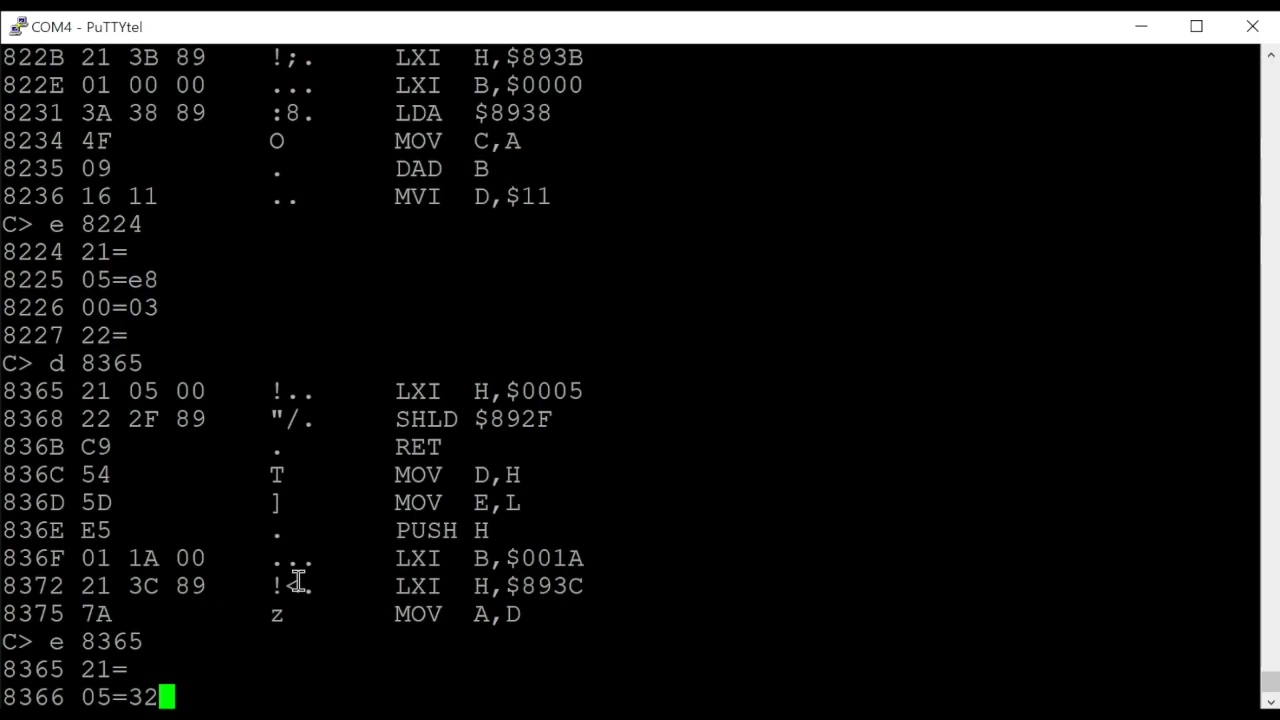 COM4 - PuTTYtel
822B 21 3B 89 !;. LXI H,$893B
822E 01 00 00 ... LXI B,$0000
8231 3A 38 89 :8. LDA $8938
8234 4F O MOV C,A
8235 09 . DAD B
8236 16 11 .. MVI D,$11
C> e 8224
8224 21=
8225 05=e8
8226 00=03
8227 22=
C> d 8365
8365 21 05 00 !.. LXI H,$0005
8368 22 2F 89 "/. SHLD $892F
836B C9 . RET
836C 54 T MOV D,H
836D 5D ] MOV E,L
836E E5 . PUSH H
836F 01 1A 00 ... LXI B,$001A
8372 21 3C 89 !<. LXI H,$893C
8375 7A z MOV A,D
C> e 8365
8365 21=
8366 05=32